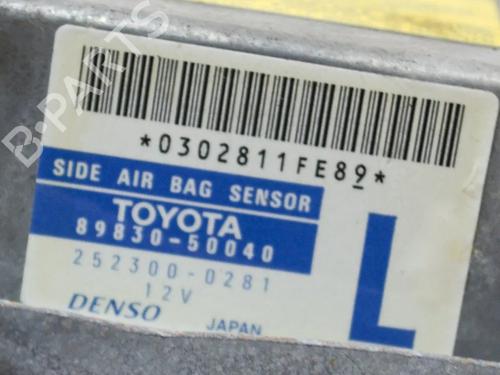 B-PARTS
*0302811FE89*
SIDE AIR BAG SENSOR
TOYOTA
89830-50040
252300-0281
12V
DENSO JAPAN
L